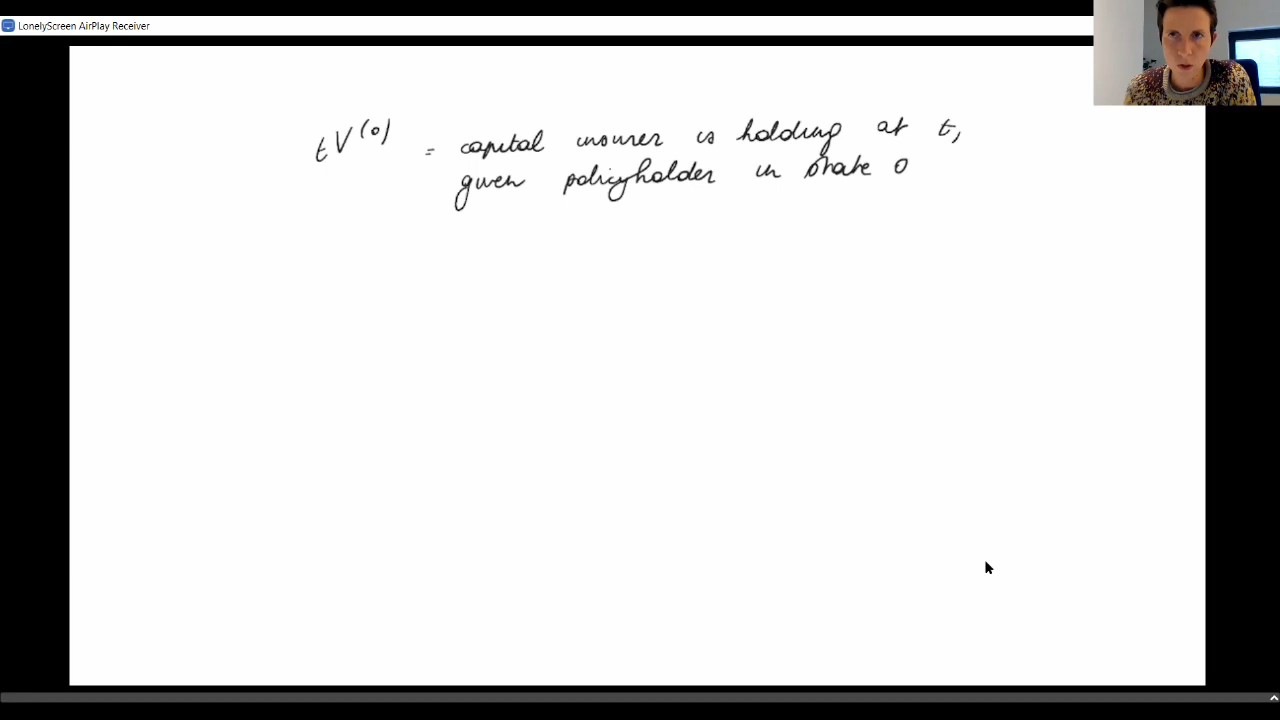 LonelyScreen AirPlay Receiver
tV^(0) = capital insurer is holding at t,
given policyholder in state 0